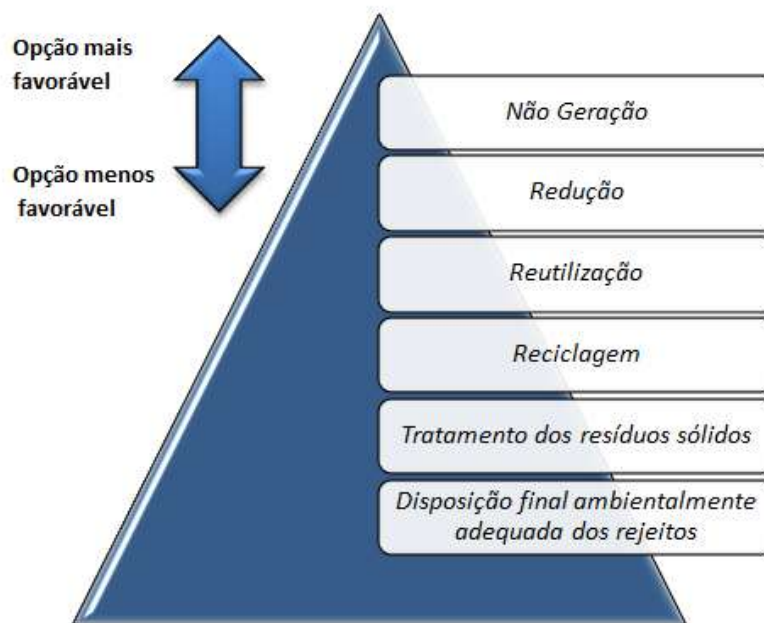 Opção mais
favorável
Opção menos
favorável
Não Geração
Redução
Reutilização
Reciclagem
Tratamento dos resíduos sólidos
Disposição final ambientalmente
adequada dos rejeitos